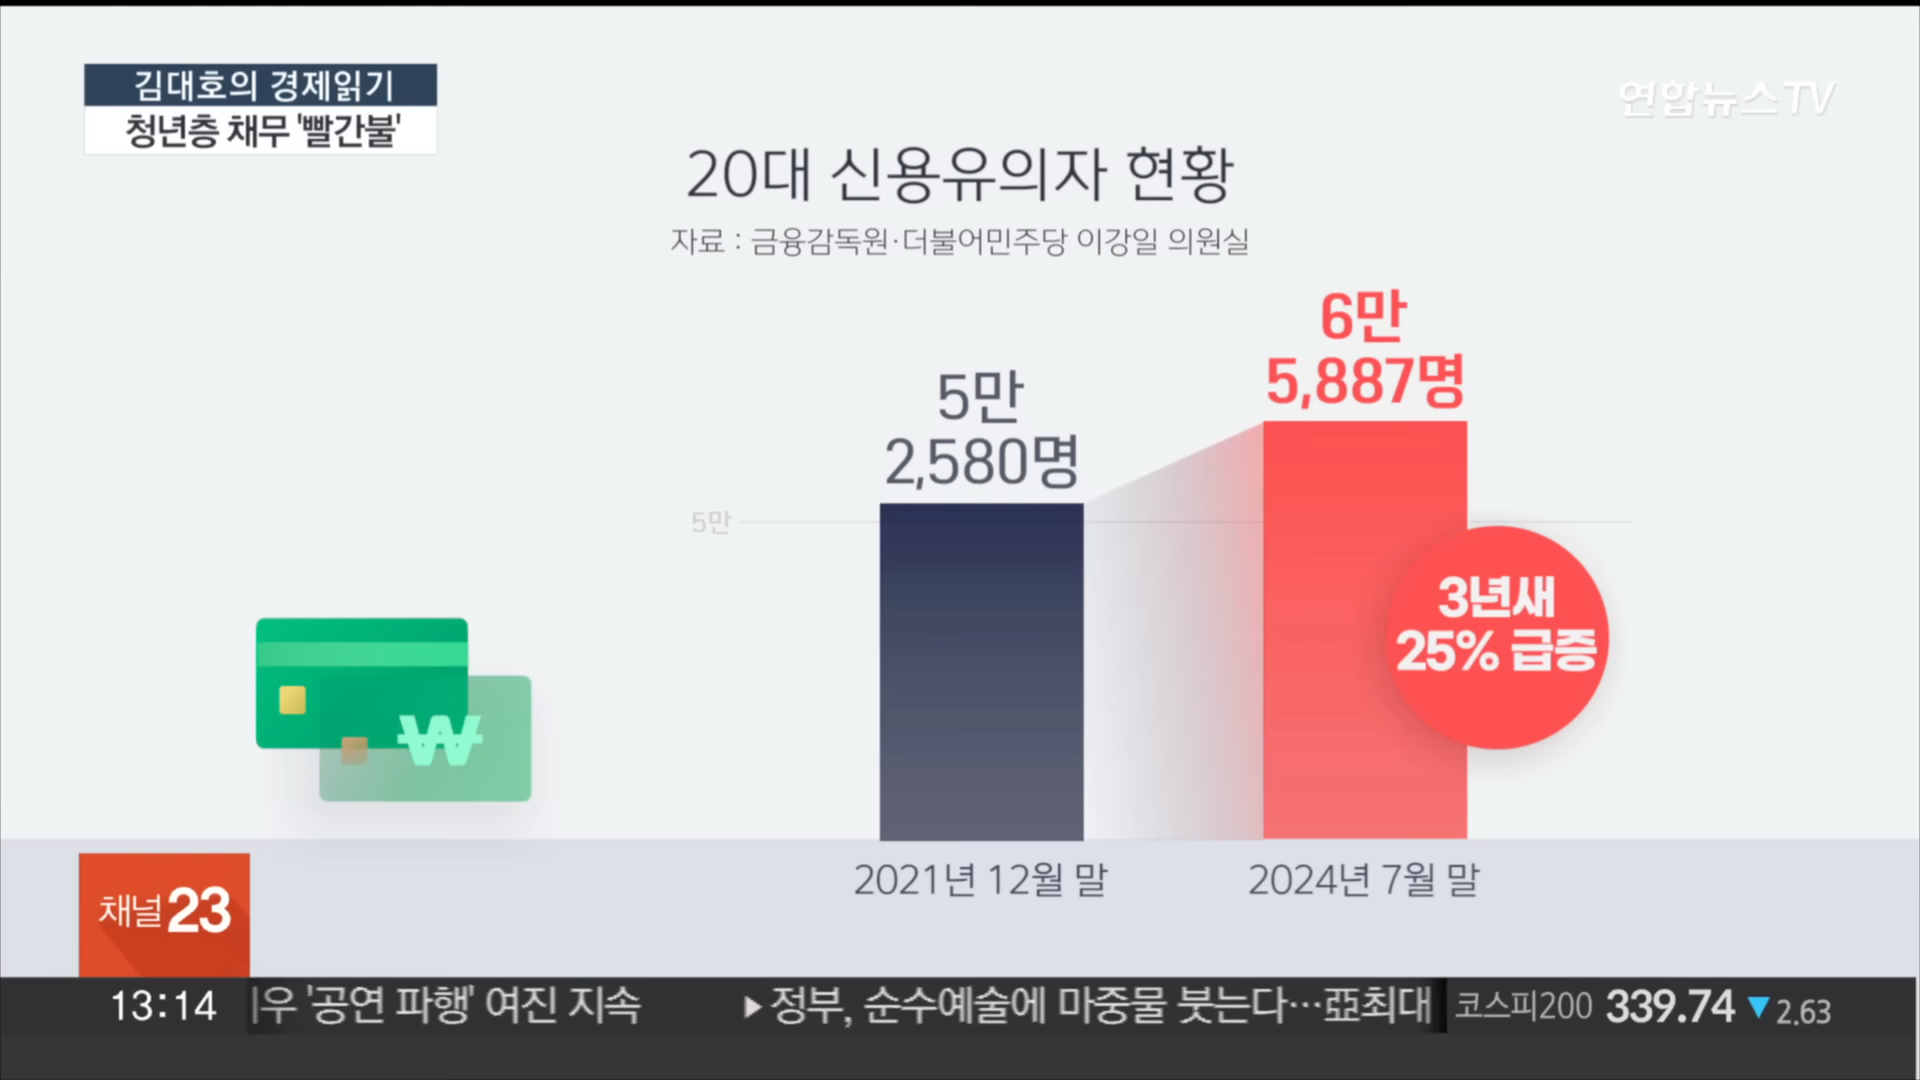 김대호의 경제읽기
청년층 채무 '빨간불'
연합뉴스TV
20대 신용유의자 현황
자료 : 금융감독원·더불어민주당 이강일 의원실
6만
5,887명
5만
2,580명
5만
3년새
25% 급증
₩
2021년 12월 말
2024년 7월 말
채널23
13:14
우 '공연 파행' 여진 지속
▶정부, 순수예술에 마중물 붓는다…亞최대
코스피200 339.74 ▼2.63